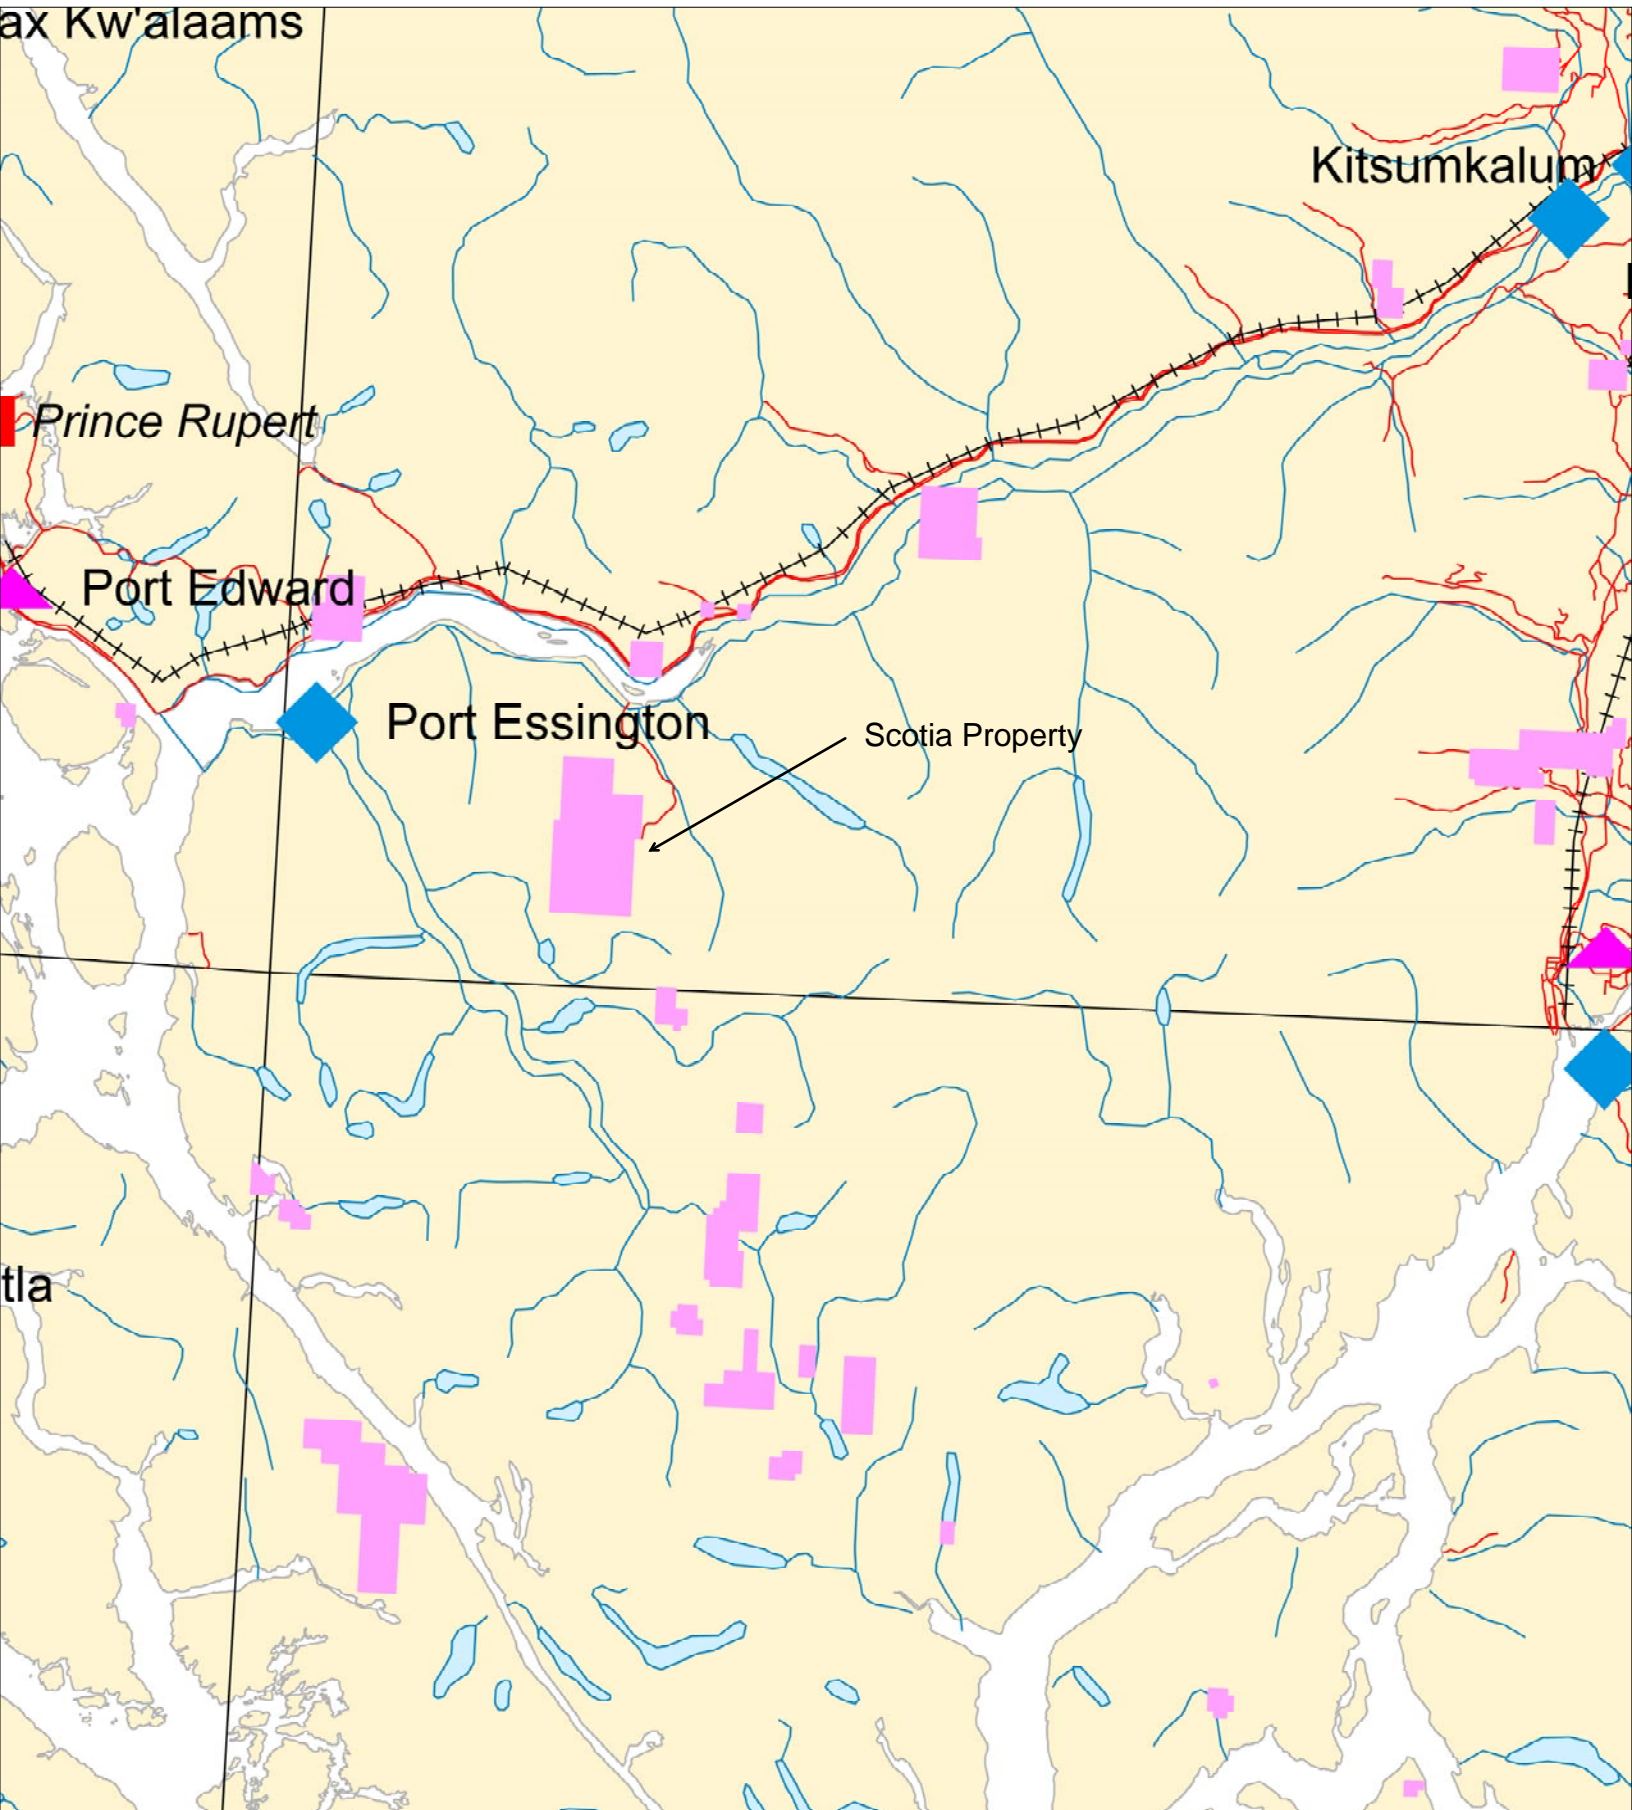 ax Kw'alaams
Kitsumkalum
Prince Rupert
Port Edward
Port Essington
Scotia Property
tla